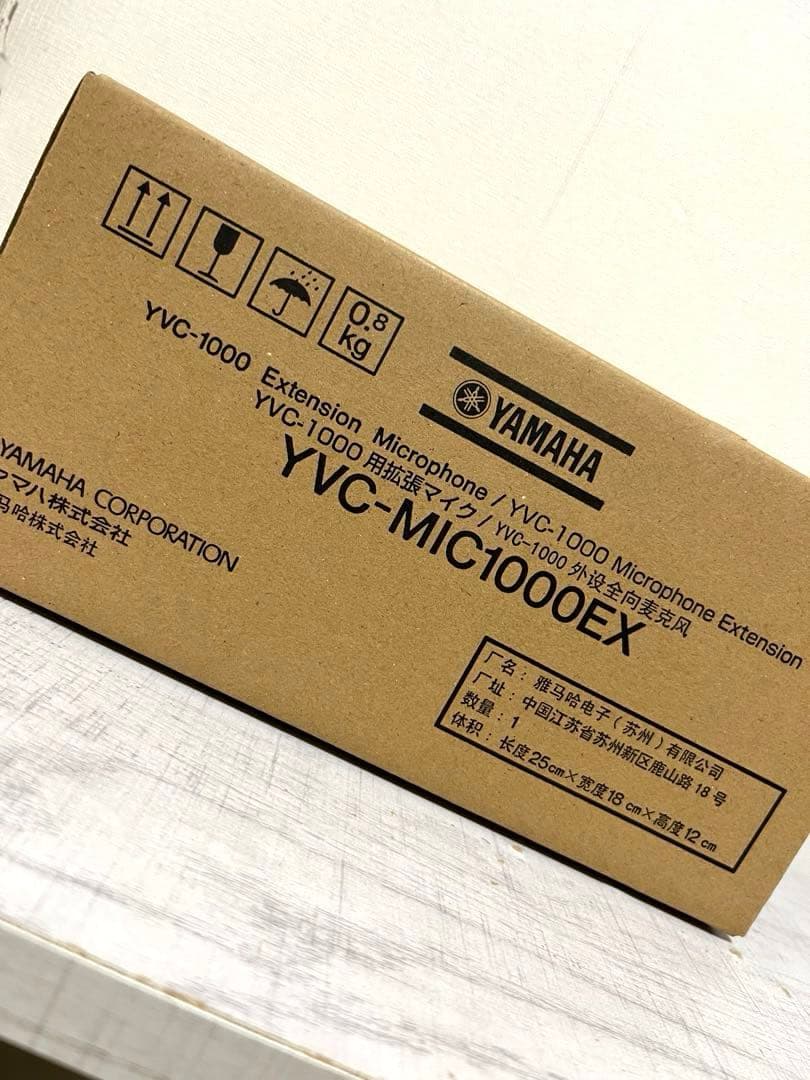 0.8
kg
YAMAHA
YVC-1000 Extension Microphone / YVC-1000 Microphone Extension
YVC-1000 用拡張マイク / YVC-1000 外设全向麦克风
YVC-MIC1000EX
YAMAHA CORPORATION
ヤマハ株式会社
马哈株式会社
厂名：雅马哈电子（苏州）有限公司
厂址：中国江苏省苏州新区鹿山路18号
数量：1
体积：长度25cm×宽度18cm×高度12cm